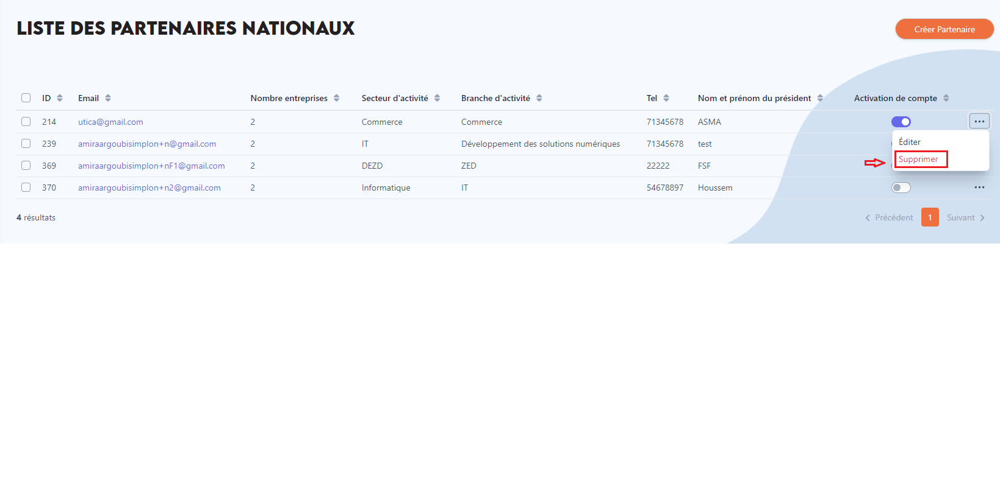 LISTE DES PARTENAIRES NATIONAUX
Créer Partenaire
ID Email Nombre entreprises Secteur d'activité Branche d'activité Tel Nom et prénom du président Activation de compte
214 utica@gmail.com 2 Commerce Commerce 71345678 ASMA
239 amiraargoubisimplon+n@gmail.com 2 IT Développement des solutions numériques 71345678 test
Éditer
Supprimer
369 amiraargoubisimplon+nF1@gmail.com 2 DEZD ZED 22222 FSF
370 amiraargoubisimplon+n2@gmail.com 2 Informatique IT 54678897 Houssem
4 résultats
Précédent 1 Suivant